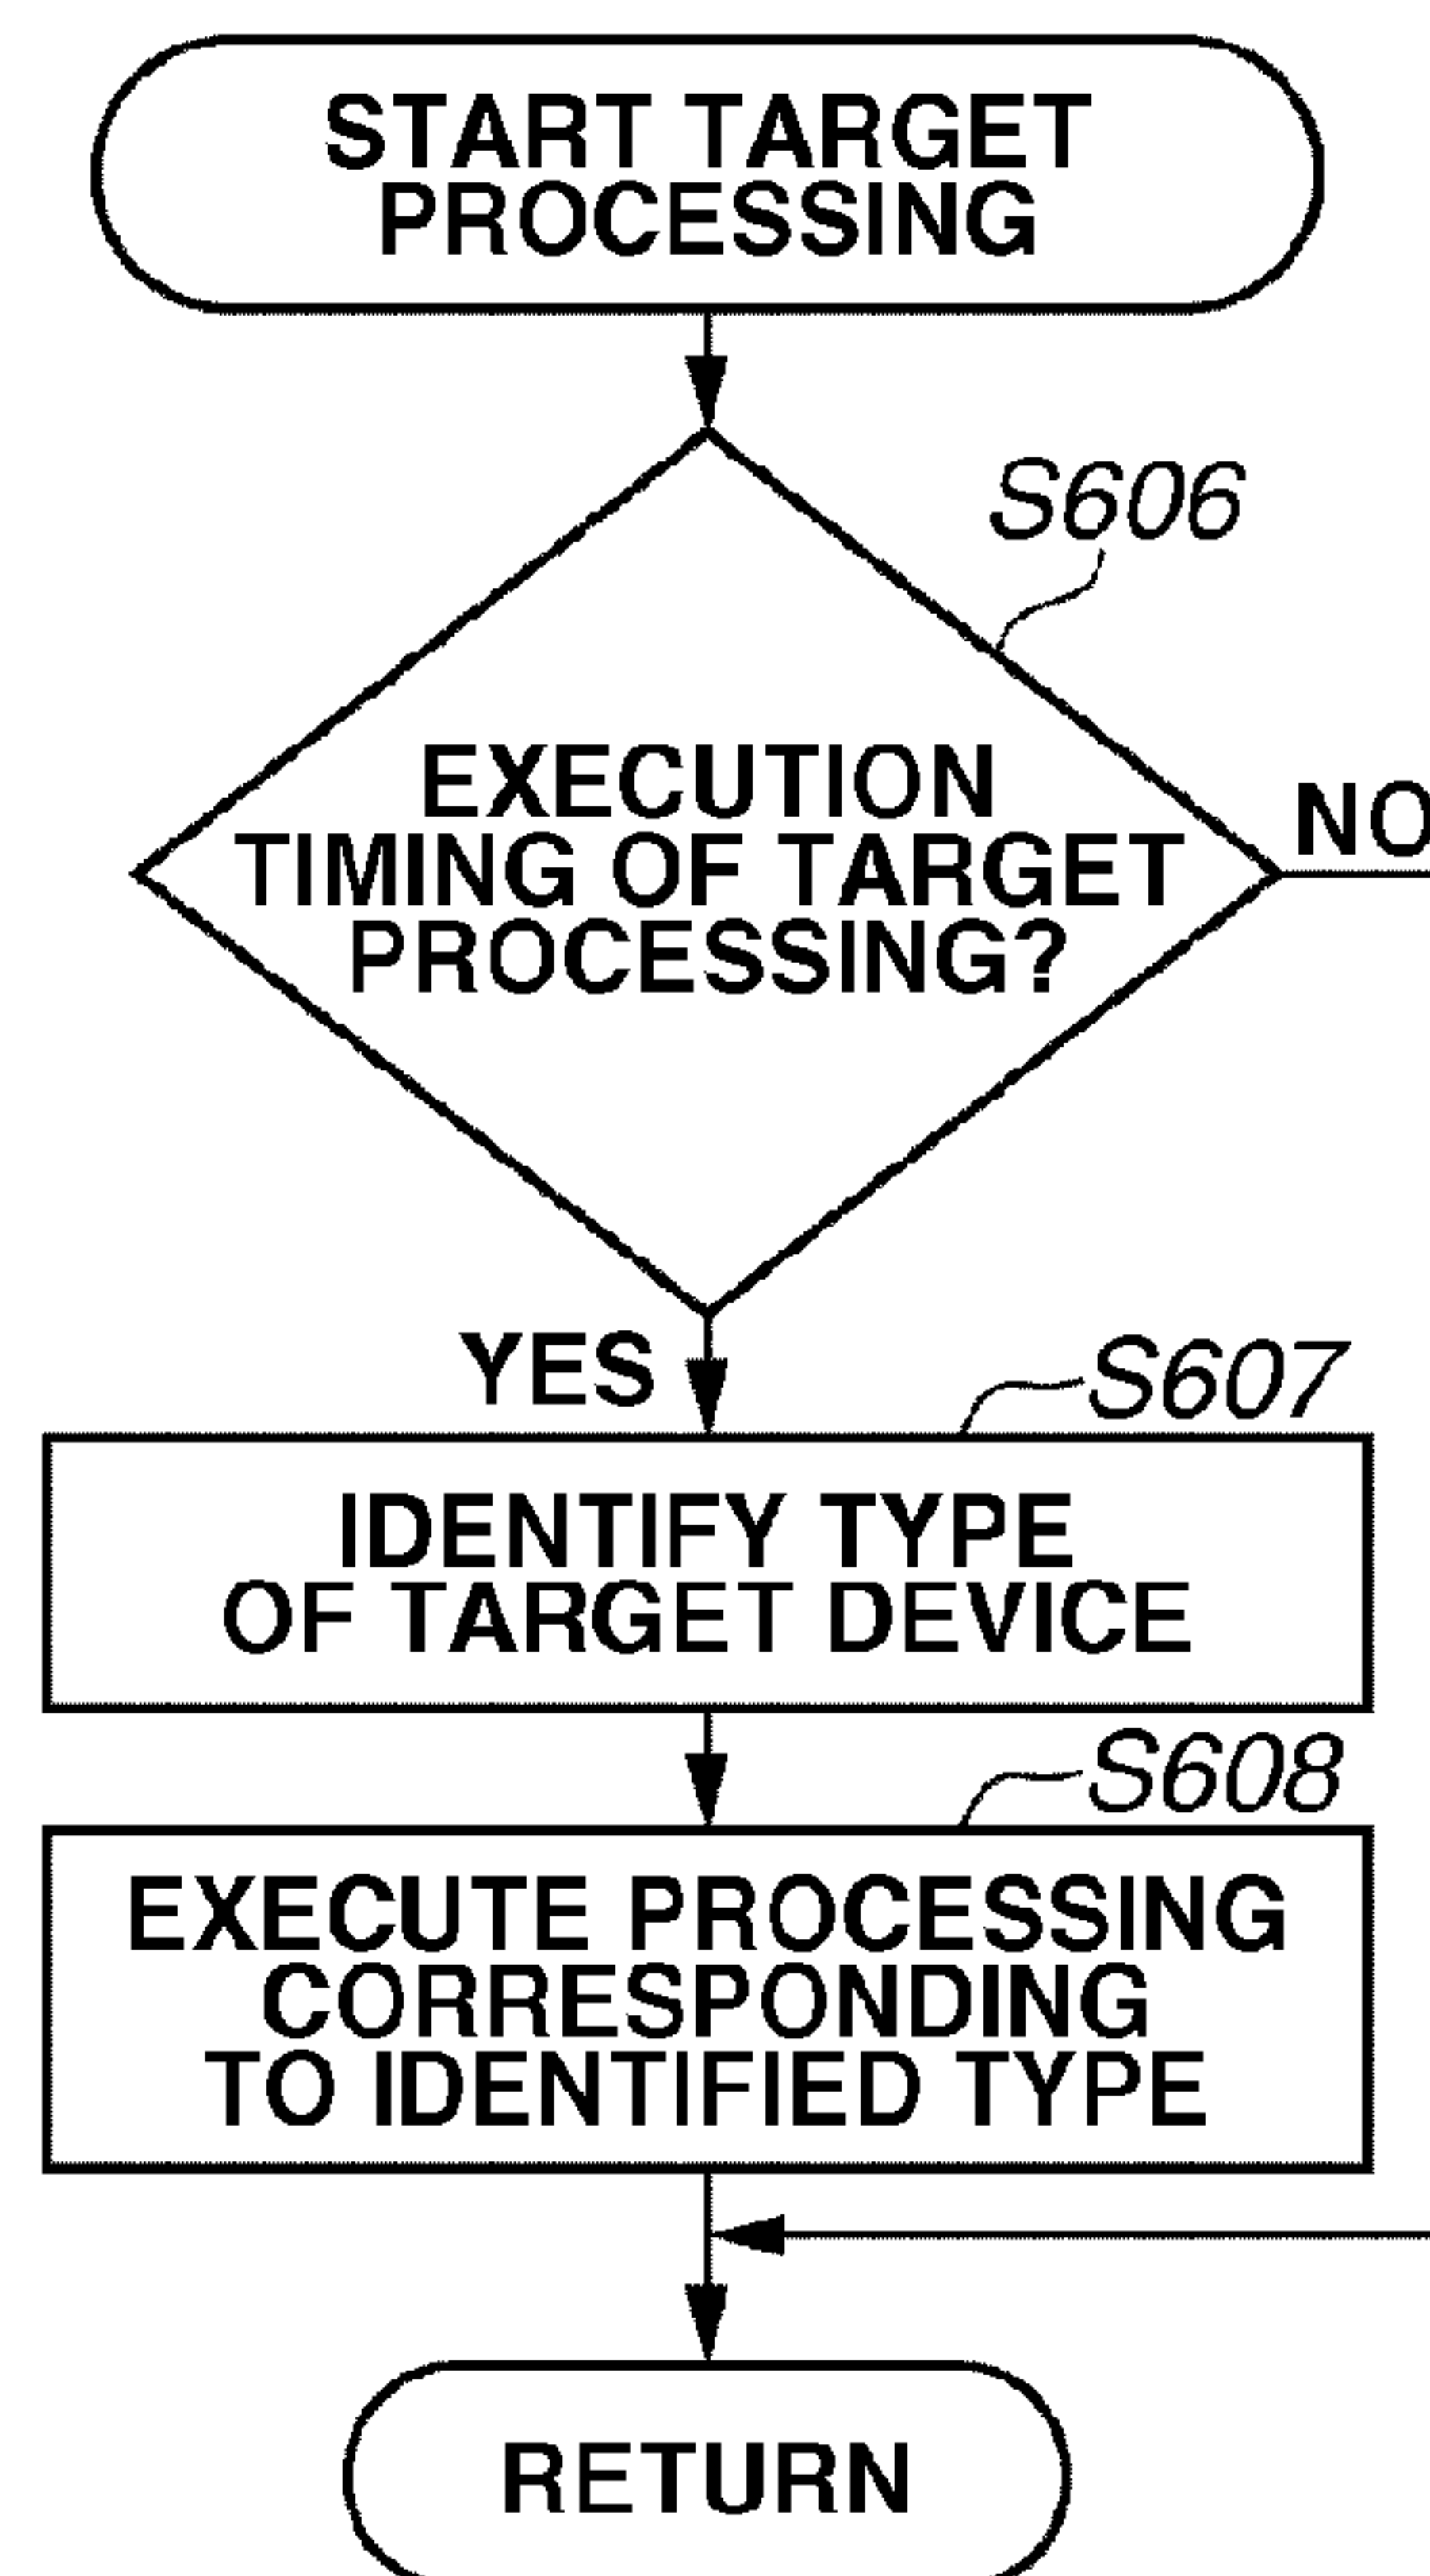 START TARGET
PROCESSING
S606
EXECUTION
TIMING OF TARGET
PROCESSING?
NO
YES
S607
IDENTIFY TYPE
OF TARGET DEVICE
S608
EXECUTE PROCESSING
CORRESPONDING
TO IDENTIFIED TYPE
RETURN